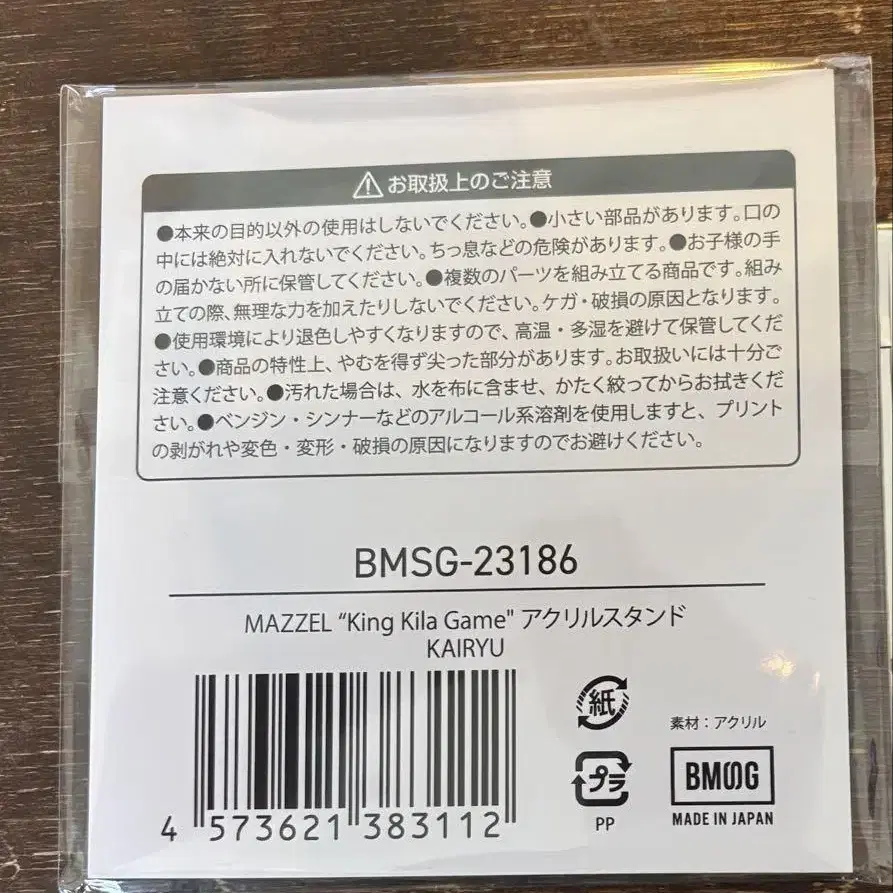 お取扱上のご注意
●本来の目的以外の使用はしないでください。●小さい部品があります。口の
中には絶対に入れないでください。ちっ息などの危険があります。●お子様の手
の届かない所に保管してください。●複数のパーツを組み立てる商品です。組み
立ての際、無理な力を加えたりしないでください。ケガ・破損の原因となります。
●使用環境により退色しやすくなりますので、高温・多湿を避けて保管してくだ
さい。●商品の特性上、やむを得ず尖った部分があります。お取扱いには十分ご
注意ください。●汚れた場合は、水を布に含ませ、かたく絞ってからお拭きくだ
さい。●ベンジン・シンナーなどのアルコール系溶剤を使用しますと、プリント
の剥がれや変色・変形・破損の原因になりますのでお避けください。
BMSG-23186
MAZZEL “King Kila Game" アクリルスタンド
KAIRYU
紙
素材：アクリル
プラ
PP
BMSG
MADE IN JAPAN
4 573621 383112